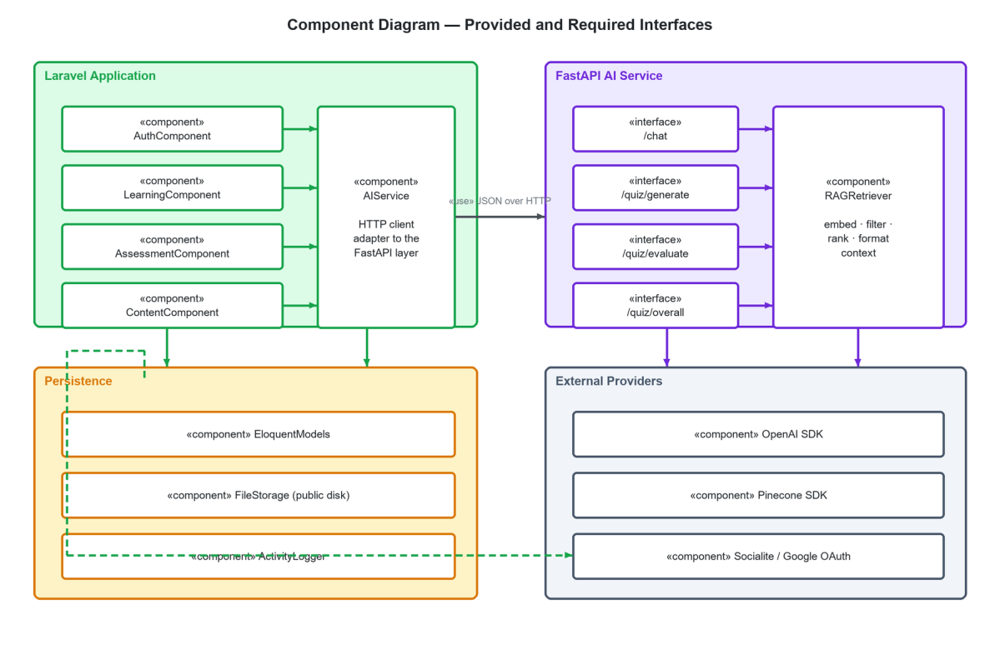 Component Diagram — Provided and Required Interfaces
Laravel Application
«component»
AuthComponent
«component»
LearningComponent
«component»
AssessmentComponent
«component»
ContentComponent
«component»
AIService
HTTP client
adapter to the
FastAPI layer
«use» JSON over HTTP
FastAPI AI Service
«interface»
/chat
«interface»
/quiz/generate
«interface»
/quiz/evaluate
«interface»
/quiz/overall
«component»
RAGRetriever
embed · filter ·
rank · format
context
Persistence
«component» EloquentModels
«component» FileStorage (public disk)
«component» ActivityLogger
External Providers
«component» OpenAI SDK
«component» Pinecone SDK
«component» Socialite / Google OAuth